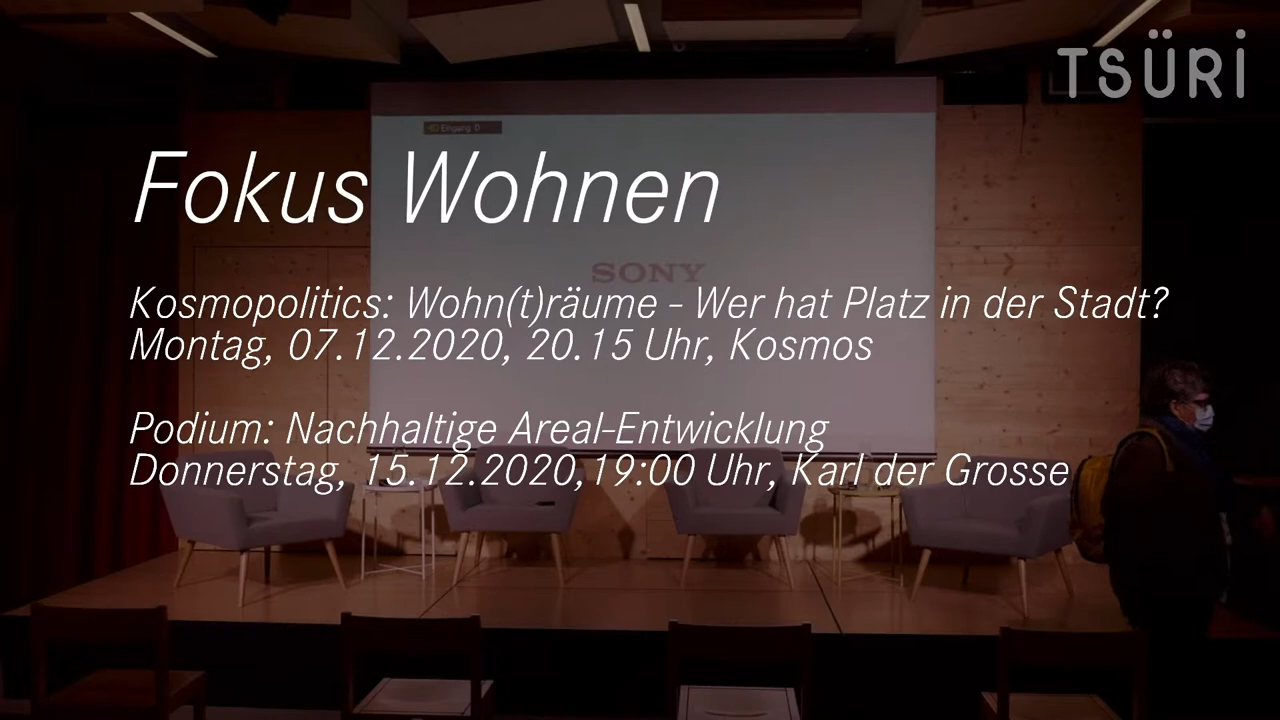 TSÜRI
Eingang D
Fokus Wohnen
SONY
Kosmopolitics: Wohn(t)räume - Wer hat Platz in der Stadt?
Montag, 07.12.2020, 20.15 Uhr, Kosmos
Podium: Nachhaltige Areal-Entwicklung
Donnerstag, 15.12.2020,19:00 Uhr, Karl der Grosse